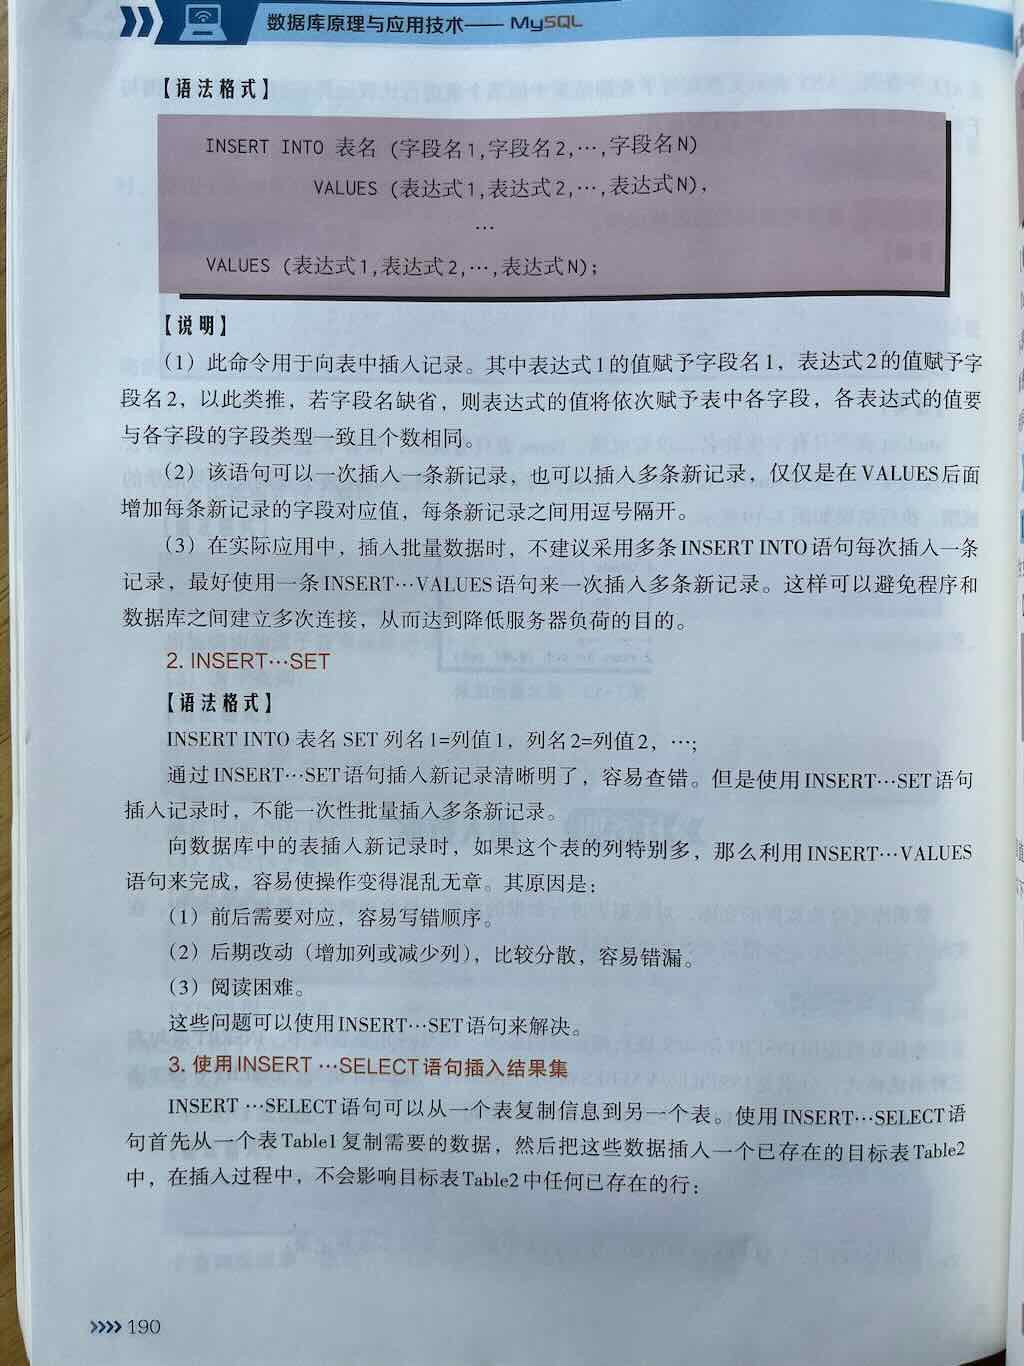 数据库原理与应用技术—— MySQL
【语法格式】
INSERT INTO 表名 (字段名1,字段名2,…,字段名N)
VALUES (表达式1,表达式2,…,表达式N),
…
VALUES (表达式1,表达式2,…,表达式N);
【说明】
（1）此命令用于向表中插入记录。其中表达式1的值赋予字段名1，表达式2的值赋予字
段名2，以此类推，若字段名缺省，则表达式的值将依次赋予表中各字段，各表达式的值要
与各字段的字段类型一致且个数相同。
（2）该语句可以一次插入一条新记录，也可以插入多条新记录，仅仅是在VALUES后面
增加每条新记录的字段对应值，每条新记录之间用逗号隔开。
（3）在实际应用中，插入批量数据时，不建议采用多条INSERT INTO语句每次插入一条
记录，最好使用一条INSERT…VALUES语句来一次插入多条新记录。这样可以避免程序和
数据库之间建立多次连接，从而达到降低服务器负荷的目的。
2. INSERT…SET
【语法格式】
INSERT INTO 表名 SET 列名1=列值1，列名2=列值2，…;
通过INSERT…SET语句插入新记录清晰明了，容易查错。但是使用INSERT…SET语句
插入记录时，不能一次性批量插入多条新记录。
向数据库中的表插入新记录时，如果这个表的列特别多，那么利用INSERT…VALUES
语句来完成，容易使操作变得混乱无章。其原因是：
（1）前后需要对应，容易写错顺序。
（2）后期改动（增加列或减少列），比较分散，容易错漏。
（3）阅读困难。
这些问题可以使用INSERT…SET语句来解决。
3. 使用INSERT …SELECT语句插入结果集
INSERT …SELECT语句可以从一个表复制信息到另一个表。使用INSERT…SELECT语
句首先从一个表Table1复制需要的数据，然后把这些数据插入一个已存在的目标表Table2
中，在插入过程中，不会影响目标表Table2中任何已存在的行：
»»» 190